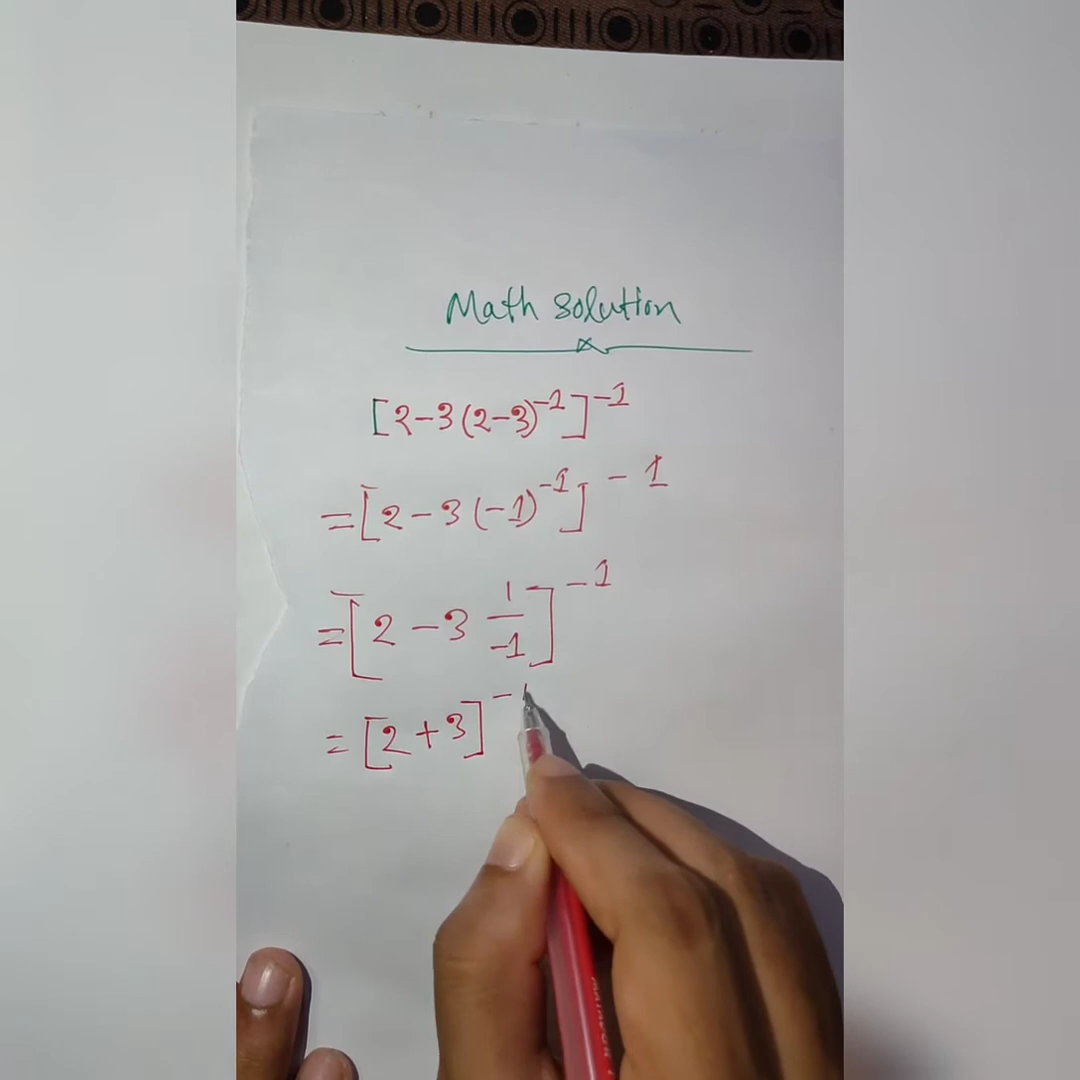 Math solution
[2-3(2-3)^-1]^-1
=[2-3(-1)^-1]^-1
=[2-3 1/-1]^-1
=[2+3]^-1